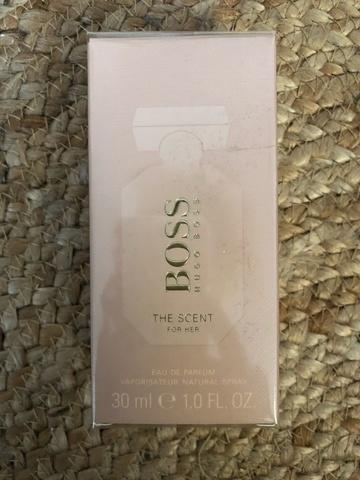 BOSS
HUGO BOSS
THE SCENT
FOR HER
EAU DE PARFUM
VAPORISATEUR NATURAL SPRAY
30 ml ℮ 1.0 FL. OZ.